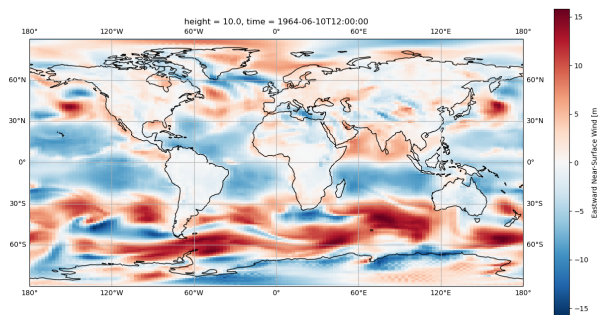 height = 10.0, time = 1964-06-10T12:00:00
180° 120°W 60°W 0° 60°E 120°E 180°
60°N 60°N
30°N 30°N
0° 0°
30°S 30°S
60°S 60°S
180° 120°W 60°W 0° 60°E 120°E 180°
15
10
5
0
−5
−10
−15
Eastward Near-Surface Wind [m